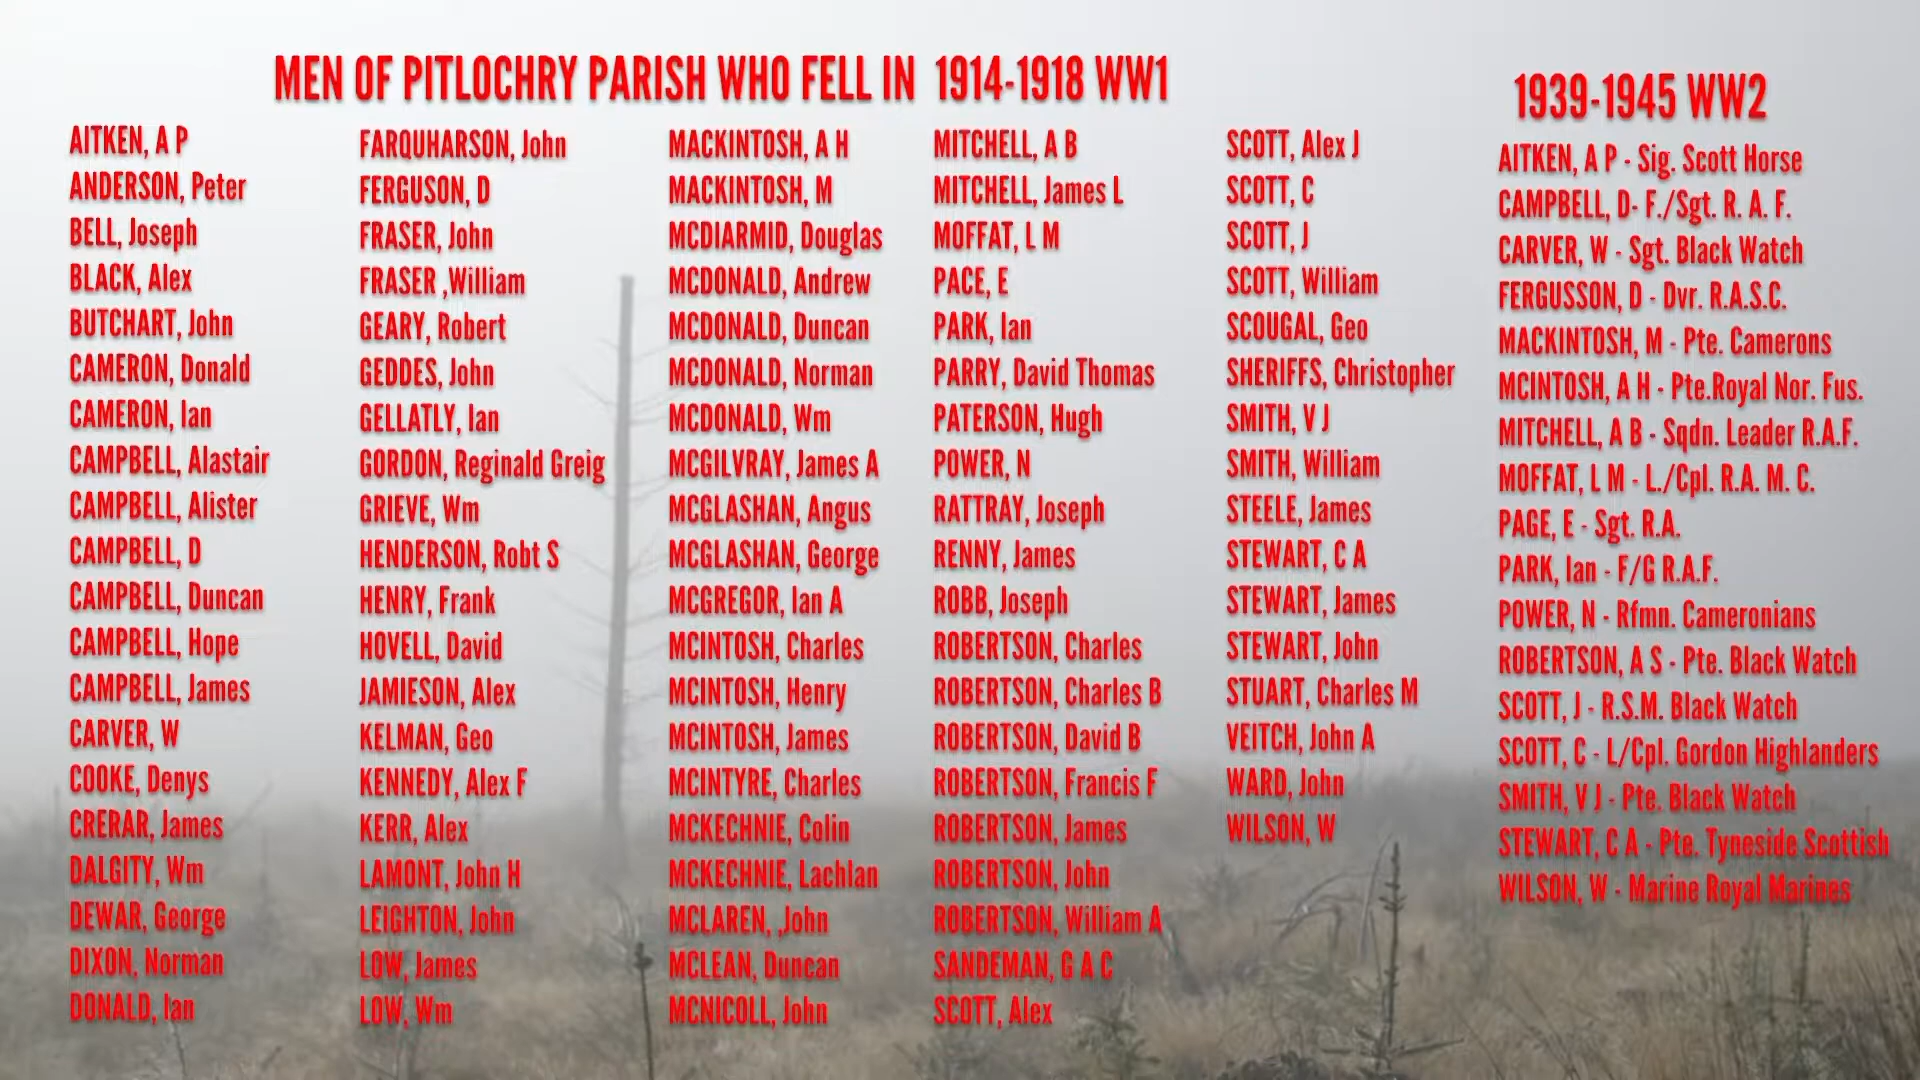 MEN OF PITLOCHRY PARISH WHO FELL IN 1914-1918 WW1
AITKEN, A P
ANDERSON, Peter
BELL, Joseph
BLACK, Alex
BUTCHART, John
CAMERON, Donald
CAMERON, Ian
CAMPBELL, Alastair
CAMPBELL, Alister
CAMPBELL, D
CAMPBELL, Duncan
CAMPBELL, Hope
CAMPBELL, James
CARVER, W
COOKE, Denys
CRERAR, James
DALGITY, Wm
DEWAR, George
DIXON, Norman
DONALD, Ian
FARQUHARSON, John
FERGUSON, D
FRASER, John
FRASER ,William
GEARY, Robert
GEDDES, John
GELLATLY, Ian
GORDON, Reginald Greig
GRIEVE, Wm
HENDERSON, Robt S
HENRY, Frank
HOVELL, David
JAMIESON, Alex
KELMAN, Geo
KENNEDY, Alex F
KERR, Alex
LAMONT, John H
LEIGHTON, John
LOW, James
LOW, Wm
MACKINTOSH, A H
MACKINTOSH, M
MCDIARMID, Douglas
MCDONALD, Andrew
MCDONALD, Duncan
MCDONALD, Norman
MCDONALD, Wm
MCGILVRAY, James A
MCGLASHAN, Angus
MCGLASHAN, George
MCGREGOR, Ian A
MCINTOSH, Charles
MCINTOSH, Henry
MCINTOSH, James
MCINTYRE, Charles
MCKECHNIE, Colin
MCKECHNIE, Lachlan
MCLAREN, ,John
MCLEAN, Duncan
MCNICOLL, John
MITCHELL, A B
MITCHELL, James L
MOFFAT, L M
PACE, E
PARK, Ian
PARRY, David Thomas
PATERSON, Hugh
POWER, N
RATTRAY, Joseph
RENNY, James
ROBB, Joseph
ROBERTSON, Charles
ROBERTSON, Charles B
ROBERTSON, David B
ROBERTSON, Francis F
ROBERTSON, James
ROBERTSON, John
ROBERTSON, William A
SANDEMAN, G A C
SCOTT, Alex
SCOTT, Alex J
SCOTT, C
SCOTT, J
SCOTT, William
SCOUGAL, Geo
SHERIFFS, Christopher
SMITH, V J
SMITH, William
STEELE, James
STEWART, C A
STEWART, James
STEWART, John
STUART, Charles M
VEITCH, John A
WARD, John
WILSON, W
1939-1945 WW2
AITKEN, A P - Sig. Scott Horse
CAMPBELL, D- F./Sgt. R. A. F.
CARVER, W - Sgt. Black Watch
FERGUSSON, D - Dvr. R.A.S.C.
MACKINTOSH, M - Pte. Camerons
MCINTOSH, A H - Pte.Royal Nor. Fus.
MITCHELL, A B - Sqdn. Leader R.A.F.
MOFFAT, L M - L./Cpl. R.A. M. C.
PAGE, E - Sgt. R.A.
PARK, Ian - F/G R.A.F.
POWER, N - Rfmn. Cameronians
ROBERTSON, A S - Pte. Black Watch
SCOTT, J - R.S.M. Black Watch
SCOTT, C - L/Cpl. Gordon Highlanders
SMITH, V J - Pte. Black Watch
STEWART, C A - Pte. Tyneside Scottish
WILSON, W - Marine Royal Marines